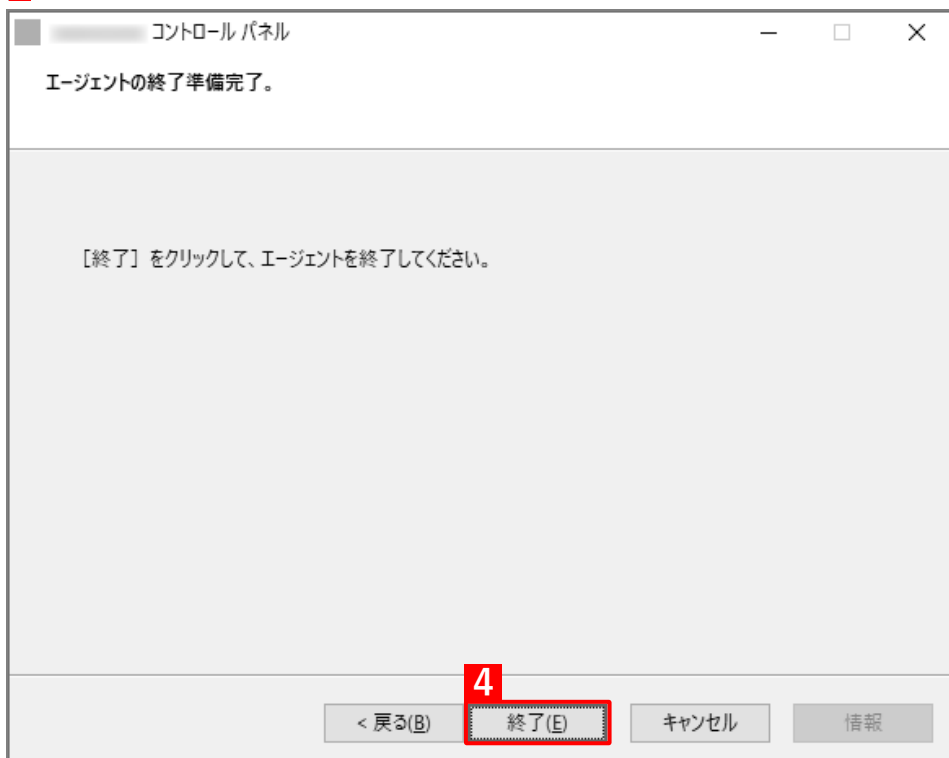 コントロール パネル
エージェントの終了準備完了。
［終了］をクリックして、エージェントを終了してください。
4
< 戻る(B) 終了(E) キャンセル 情報